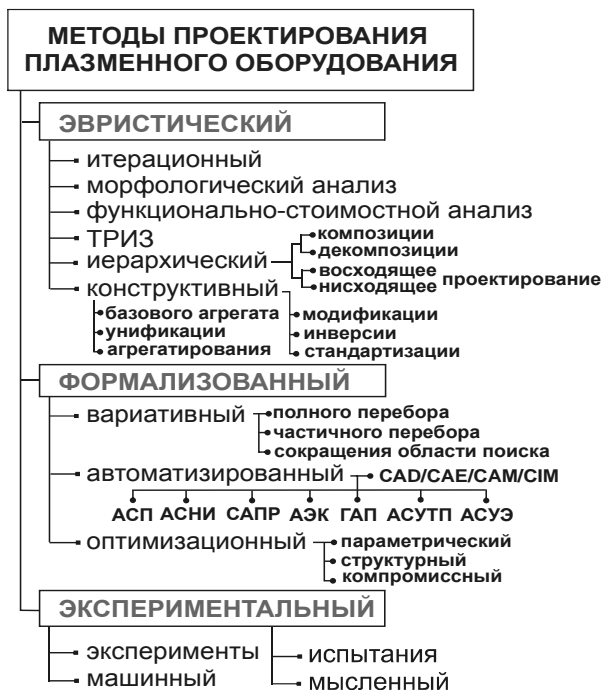 МЕТОДЫ ПРОЕКТИРОВАНИЯ
ПЛАЗМЕННОГО ОБОРУДОВАНИЯ
ЭВРИСТИЧЕСКИЙ
итерационный
морфологический анализ
функционально-стоимостной анализ
ТРИЗ
композиции
декомпозиции
иерархический
восходящее
нисходящее проектирование
конструктивный
базового агрегата
унификации
агрегатирования
модификации
инверсии
стандартизации
ФОРМАЛИЗОВАННЫЙ
вариативный
полного перебора
частичного перебора
сокращения области поиска
автоматизированный
CAD/CAE/CAM/CIM
АСП АСНИ САПР АЭК ГАП АСУТП АСУЭ
оптимизационный
параметрический
структурный
компромиссный
ЭКСПЕРИМЕНТАЛЬНЫЙ
эксперименты
испытания
машинный
мысленный